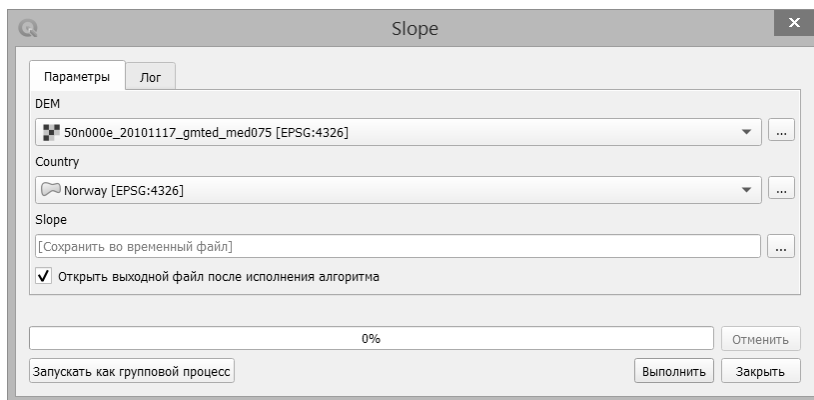 Slope
Параметры Лог
DEM
50n000e_20101117_gmted_med075 [EPSG:4326]
...
Country
Norway [EPSG:4326]
...
Slope
[Сохранить во временный файл]
...
Открыть выходной файл после исполнения алгоритма
0%
Отменить
Запускать как групповой процесс
Выполнить
Закрыть